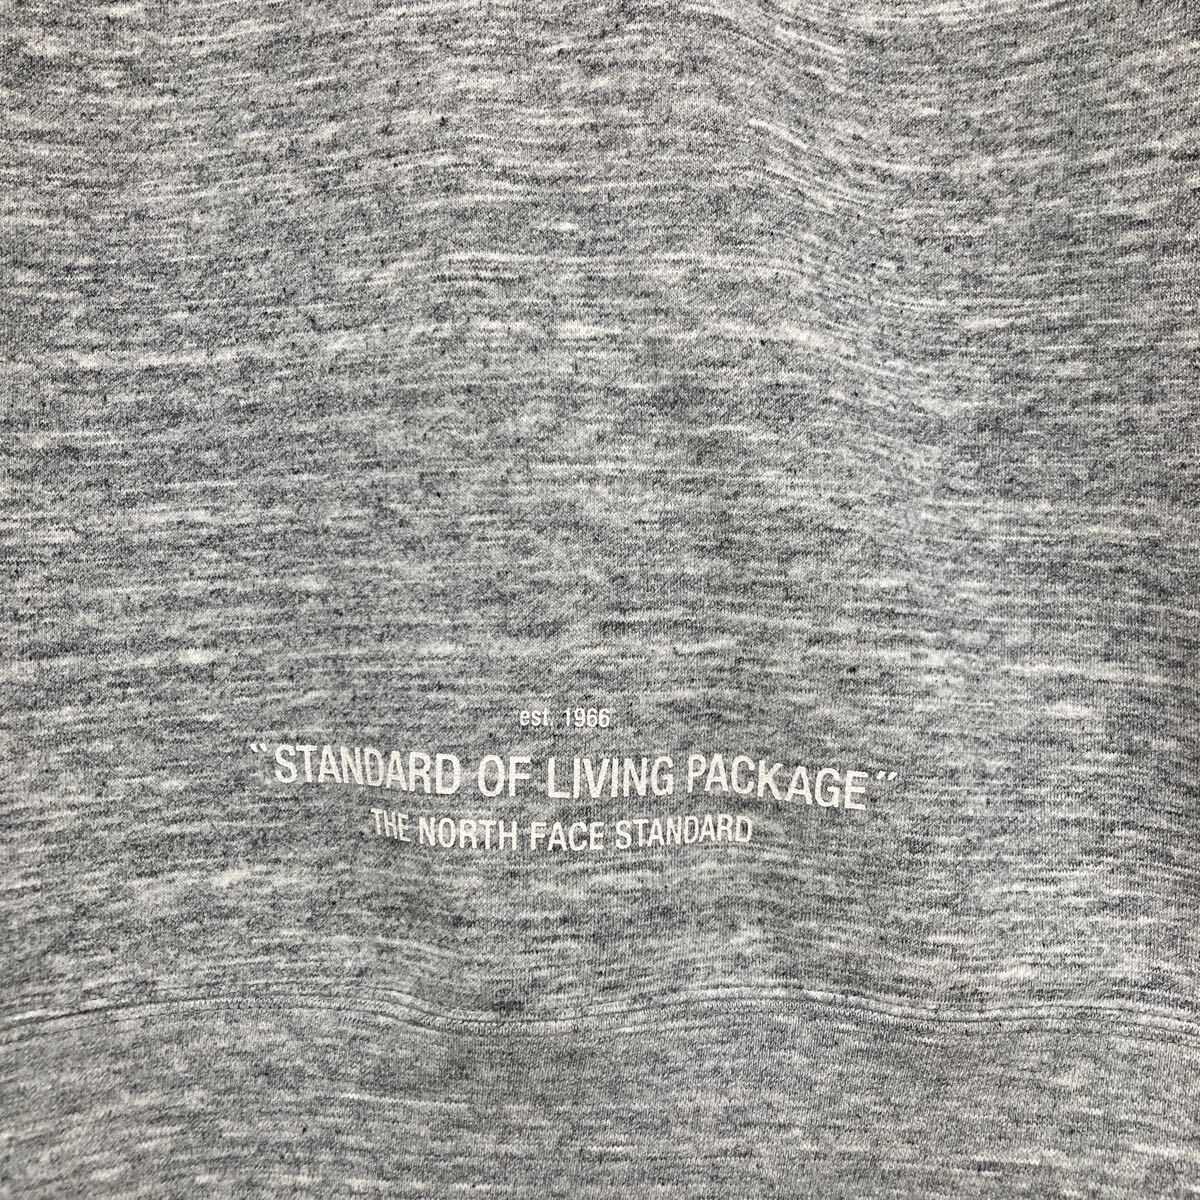 est. 1966
“STANDARD OF LIVING PACKAGE”
THE NORTH FACE STANDARD